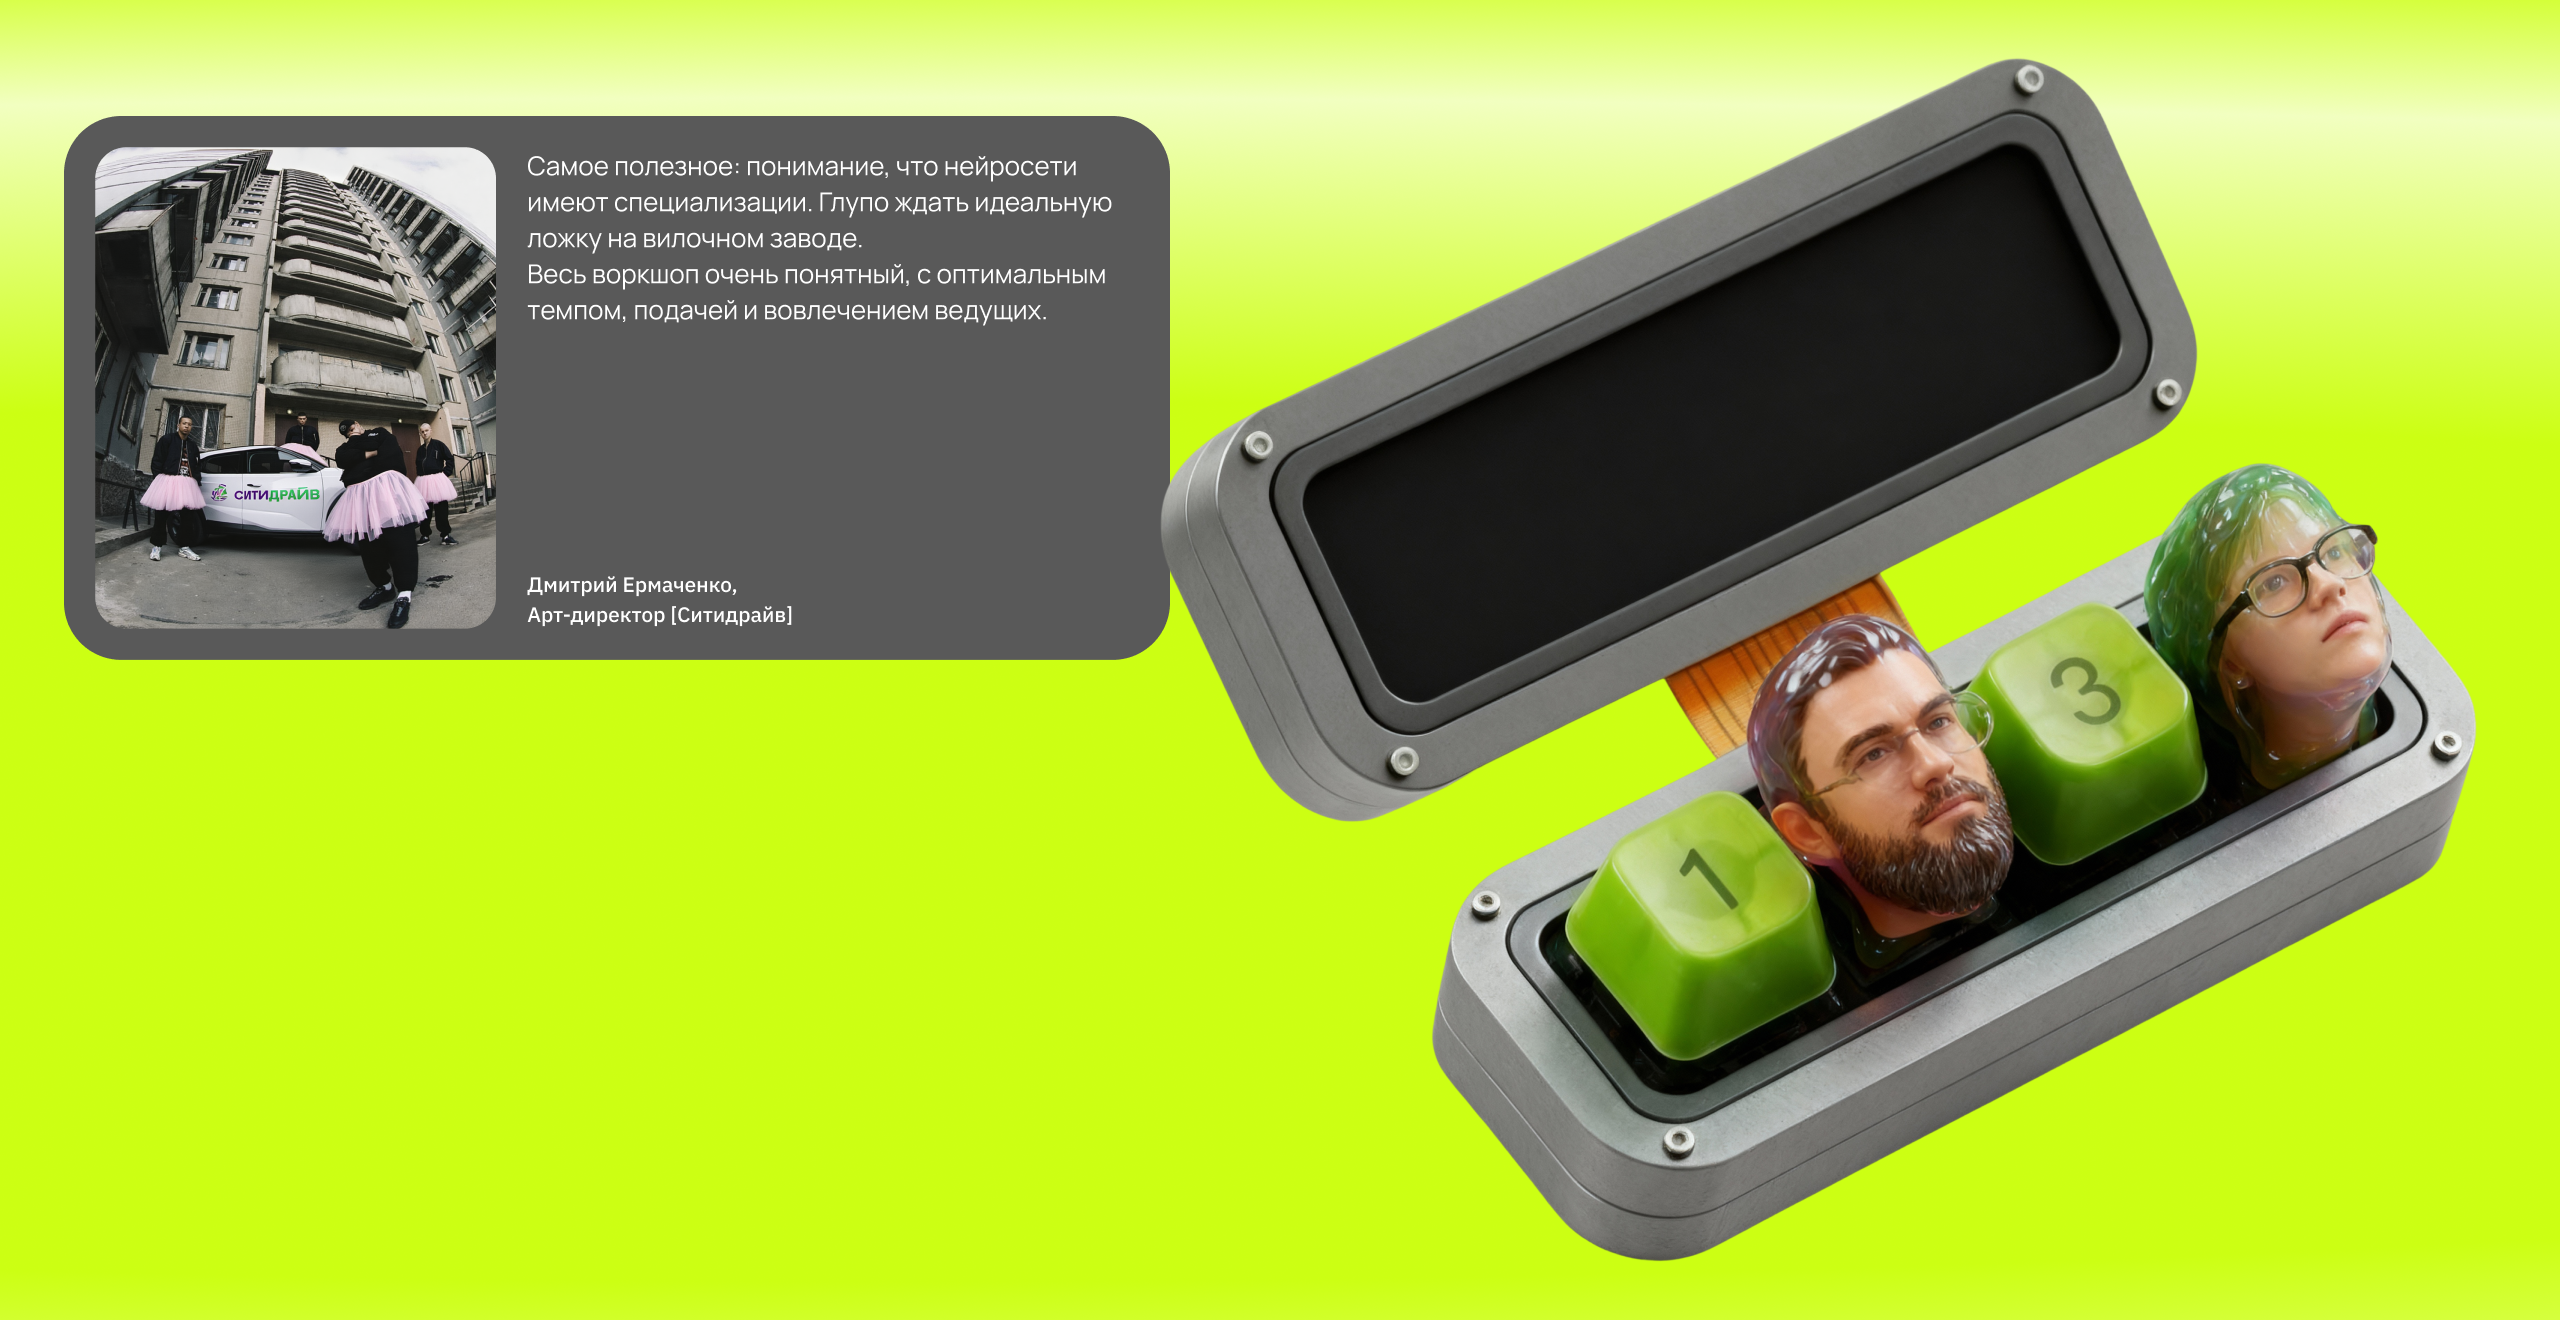 Самое полезное: понимание, что нейросети
имеют специализации. Глупо ждать идеальную
ложку на вилочном заводе.
Весь воркшоп очень понятный, с оптимальным
темпом, подачей и вовлечением ведущих.
СИТИДРАЙВ
Дмитрий Ермаченко,
Арт-директор [Ситидрайв]
1
3